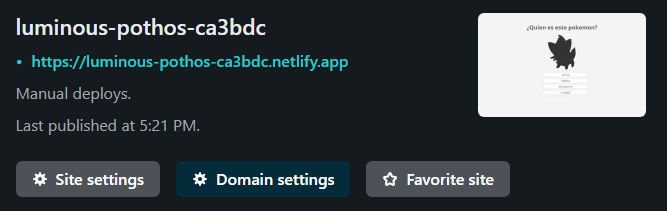 luminous-pothos-ca3bdc
• https://luminous-pothos-ca3bdc.netlify.app
Manual deploys.
Last published at 5:21 PM.
Site settings
Domain settings
Favorite site
¿Quien es este pokemon?